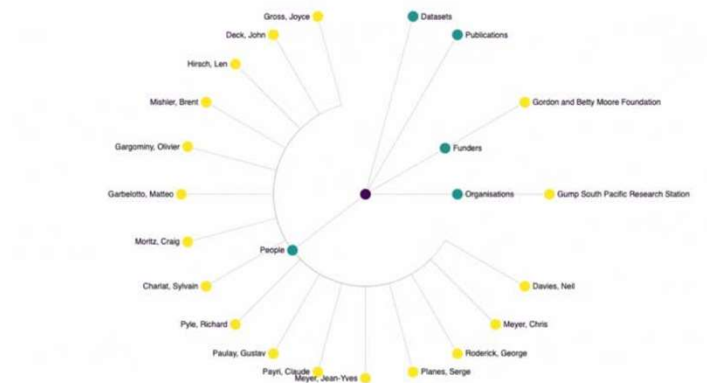 Gross, Joyce
Datasets
Deck, John
Publications
Hirsch, Len
Mishler, Brent
Gordon and Betty Moore Foundation
Gargominy, Olivier
Funders
Garbelotto, Matteo
Organisations
Gump South Pacific Research Station
Moritz, Craig
People
Charlat, Sylvain
Davies, Neil
Pyle, Richard
Meyer, Chris
Paulay, Gustav
Roderick, George
Payri, Claude
Planes, Serge
Meyer, Jean-Yves